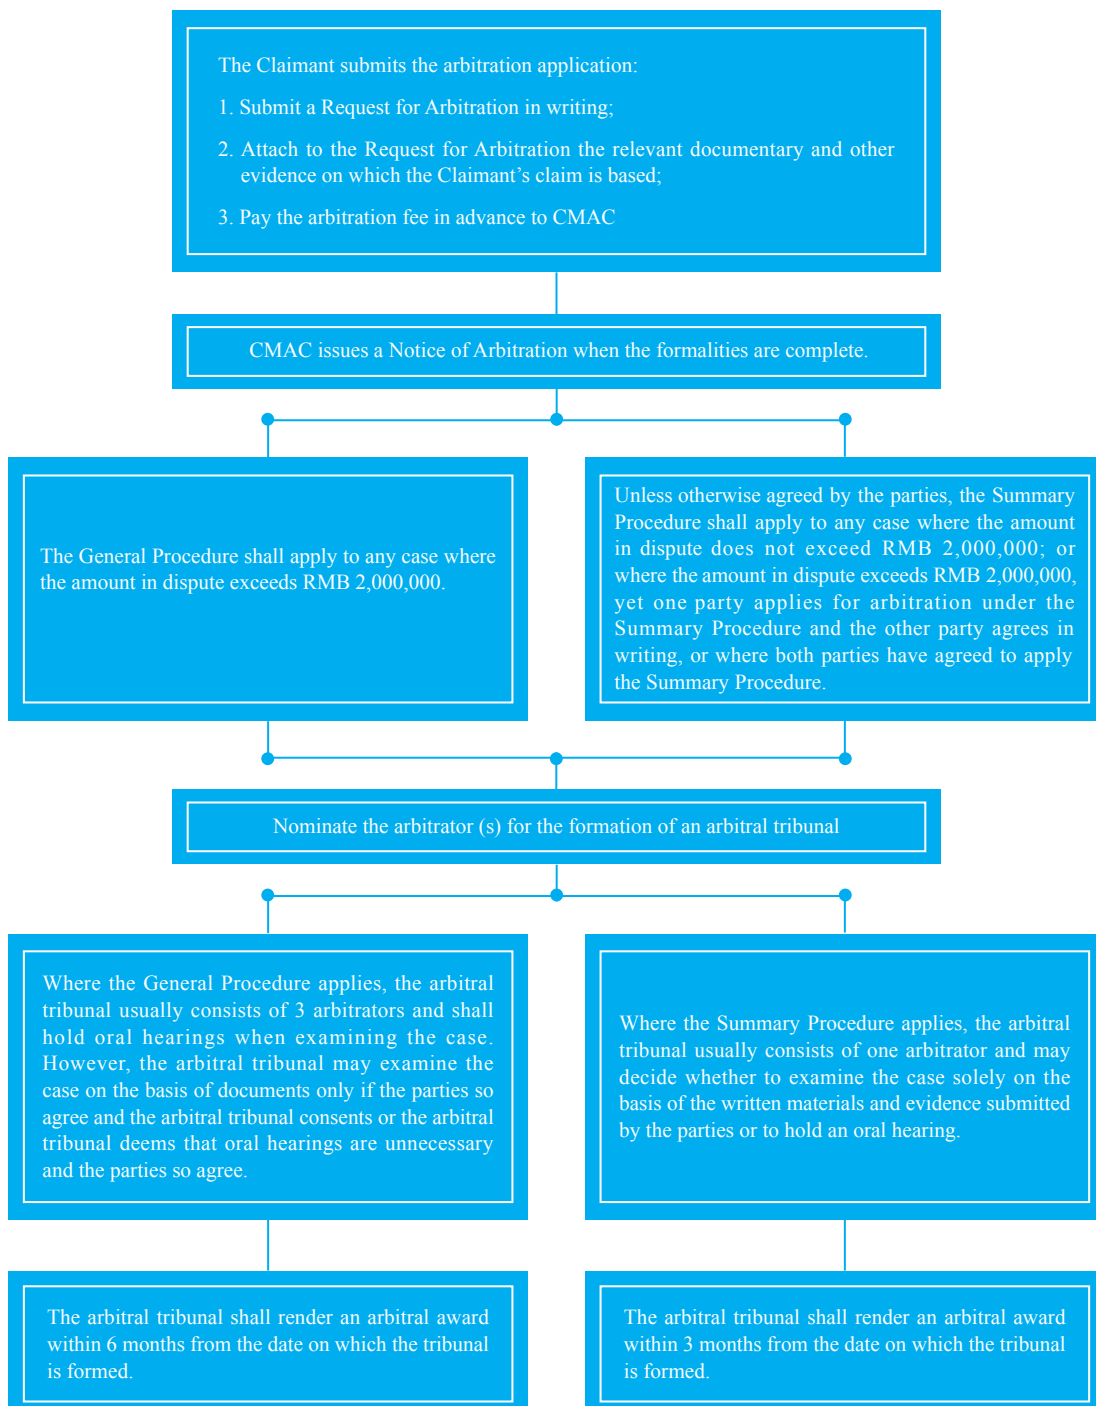 The Claimant submits the arbitration application:
1. Submit a Request for Arbitration in writing;
2. Attach to the Request for Arbitration the relevant documentary and other
evidence on which the Claimant’s claim is based;
3. Pay the arbitration fee in advance to CMAC
CMAC issues a Notice of Arbitration when the formalities are complete.
The General Procedure shall apply to any case where
the amount in dispute exceeds RMB 2,000,000.
Unless otherwise agreed by the parties, the Summary
Procedure shall apply to any case where the amount
in dispute does not exceed RMB 2,000,000; or
where the amount in dispute exceeds RMB 2,000,000,
yet one party applies for arbitration under the
Summary Procedure and the other party agrees in
writing, or where both parties have agreed to apply
the Summary Procedure.
Nominate the arbitrator (s) for the formation of an arbitral tribunal
Where the General Procedure applies, the arbitral
tribunal usually consists of 3 arbitrators and shall
hold oral hearings when examining the case.
However, the arbitral tribunal may examine the
case on the basis of documents only if the parties so
agree and the arbitral tribunal consents or the arbitral
tribunal deems that oral hearings are unnecessary
and the parties so agree.
Where the Summary Procedure applies, the arbitral
tribunal usually consists of one arbitrator and may
decide whether to examine the case solely on the
basis of the written materials and evidence submitted
by the parties or to hold an oral hearing.
The arbitral tribunal shall render an arbitral award
within 6 months from the date on which the tribunal
is formed.
The arbitral tribunal shall render an arbitral award
within 3 months from the date on which the tribunal
is formed.